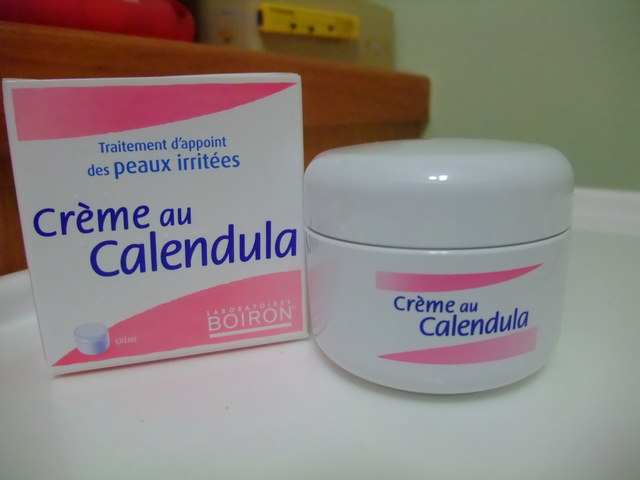 Traitement d'appoint
des peaux irritées
Crème au
Calendula
LABORATOIRES
BOIRON
CRÈME
Crème au
Calendula